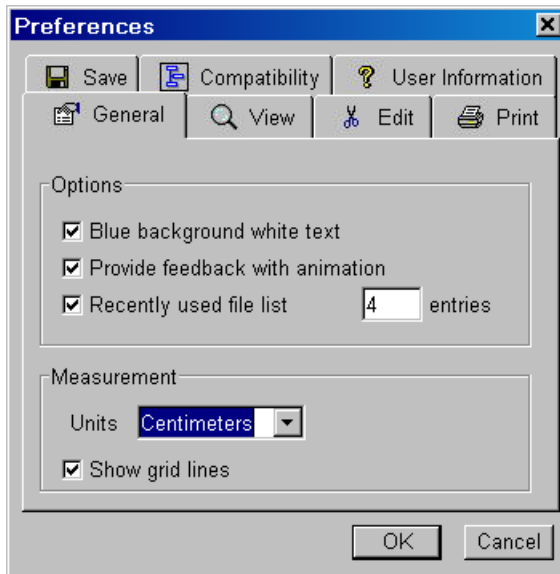 Preferences
Save Compatibility User Information
General View Edit Print
Options
Blue background white text
Provide feedback with animation
Recently used file list 4 entries
Measurement
Units Centimeters
Show grid lines
OK Cancel